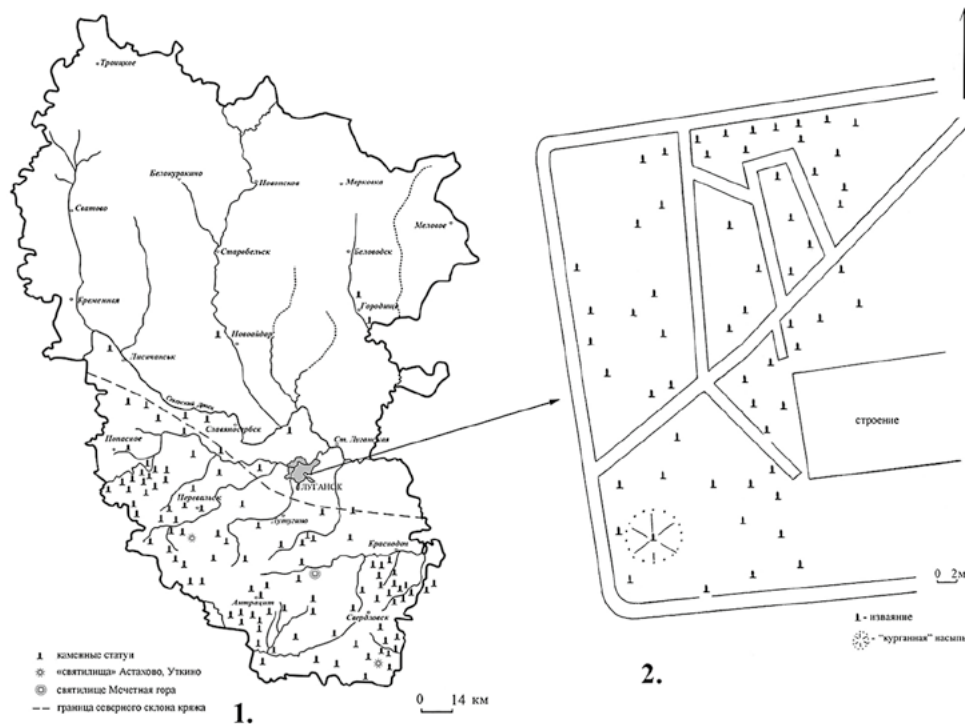 Троицкое
Белокуракино
Новопсков
Марковка
Сватово
Меловое
Старобельск
Беловодск
Кременная
Городище
Новоайдар
Лисичанськ
Славяносербск
Ст. Луганская
Попасное
ЛУГАНСК
Перевальск
Лутугино
Краснодон
Антрацит
Свердловск
каменные статуи
«святилища» Астахово, Уткино
святилище Мечетная гора
граница северного склона кряжа
1.
0 14 км
строение
0 2м
- изваяние
- "курганная" насыпь
2.